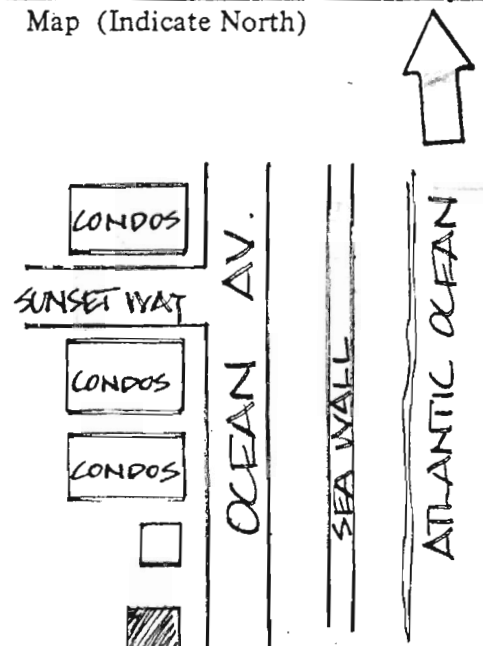 Map (Indicate North)
CONDOS
SUNSET WAY
CONDOS
CONDOS
OCEAN AV.
SEA WALL
ATLANTIC OCEAN